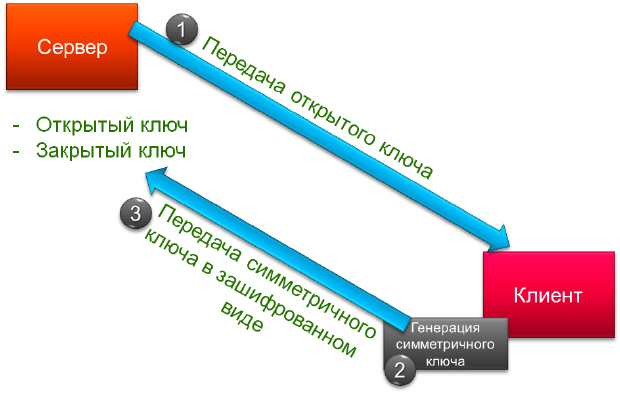 Сервер
1
Передача открытого ключа
- Открытый ключ
- Закрытый ключ
3
Передача симметричного
ключа в зашифрованном
виде
Клиент
Генерация
симметричного
ключа
2